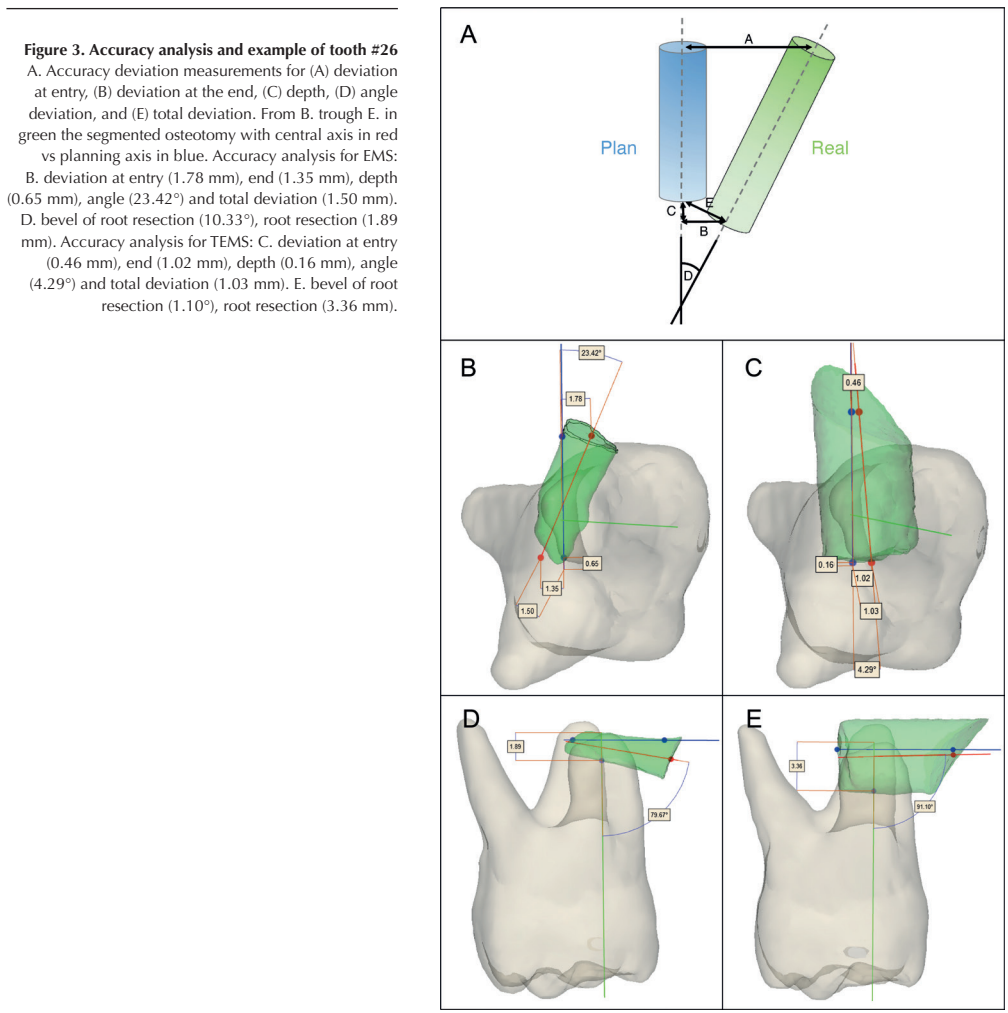 Figure 3. Accuracy analysis and example of tooth #26
A. Accuracy deviation measurements for (A) deviation
at entry, (B) deviation at the end, (C) depth, (D) angle
deviation, and (E) total deviation. From B. trough E. in
green the segmented osteotomy with central axis in red
vs planning axis in blue. Accuracy analysis for EMS:
B. deviation at entry (1.78 mm), end (1.35 mm), depth
(0.65 mm), angle (23.42°) and total deviation (1.50 mm).
D. bevel of root resection (10.33°), root resection (1.89
mm). Accuracy analysis for TEMS: C. deviation at entry
(0.46 mm), end (1.02 mm), depth (0.16 mm), angle
(4.29°) and total deviation (1.03 mm). E. bevel of root
resection (1.10°), root resection (3.36 mm).
A
A
Plan
Real
C
E
B
D
B
23.42°
1.78
0.65
1.35
1.50
C
0.46
0.16
1.02
1.03
4.29°
D
1.89
79.67°
E
3.36
91.10°